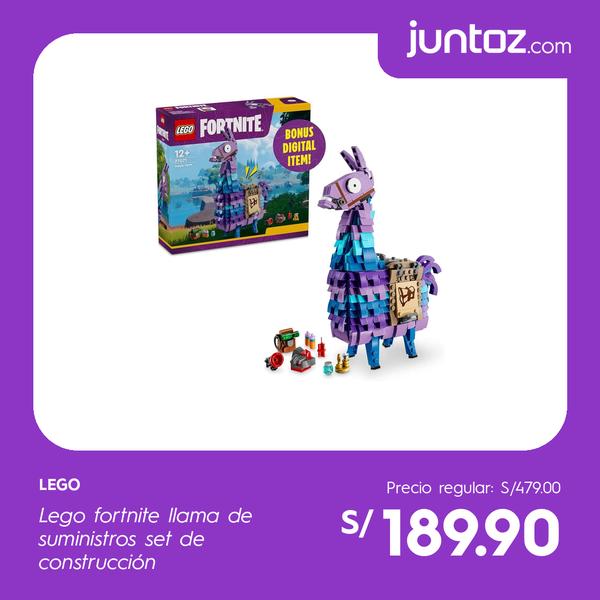 juntoz.com
LEGO FORTNITE
12+
BONUS
DIGITAL
ITEM!
LEGO
Lego fortnite llama de
suministros set de
construcción
Precio regular: S/479.00
S/ 189.90